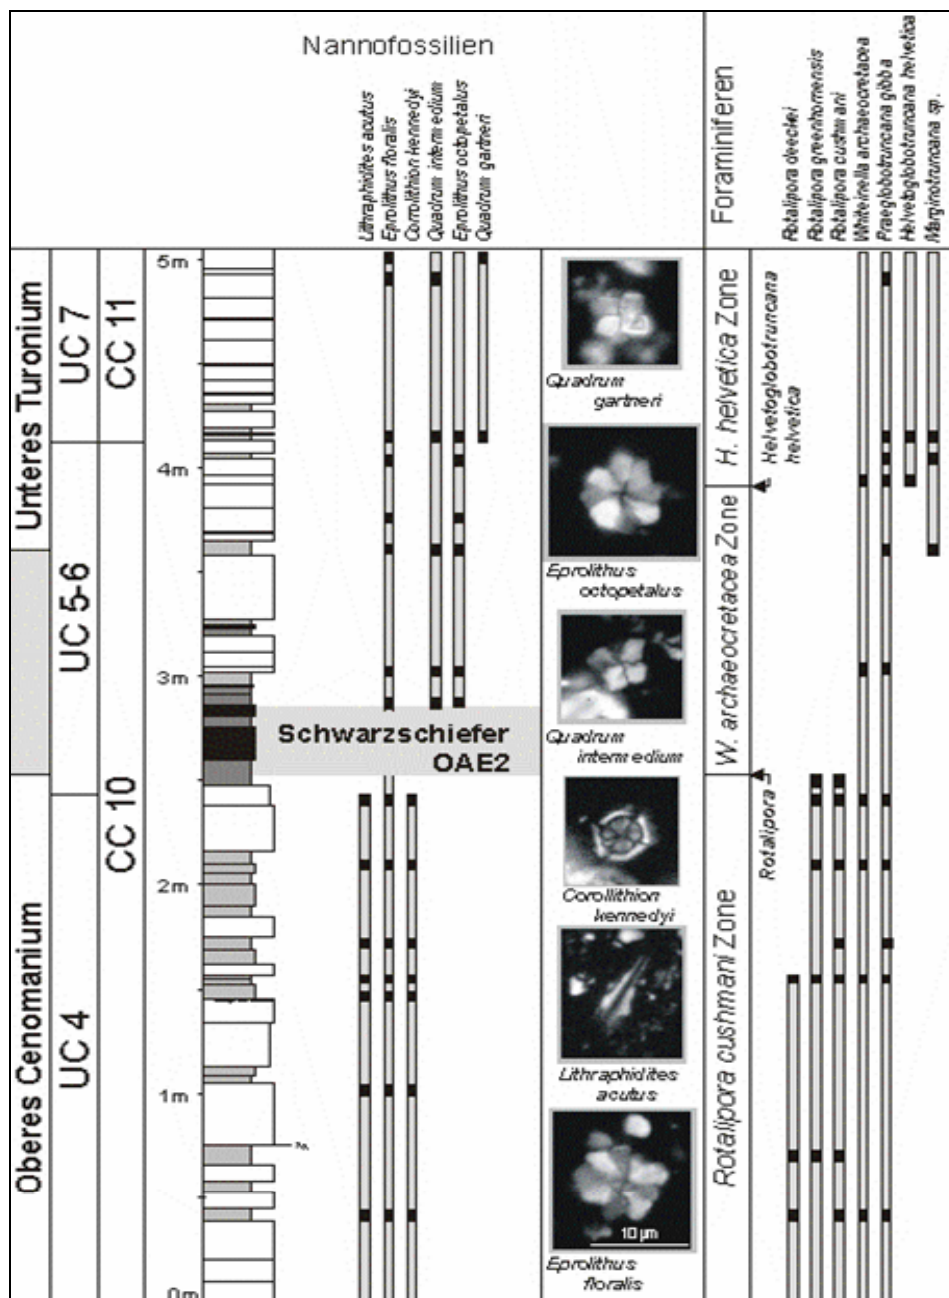 Nannofossilien
Lithraphidites acutus
Eprolithus floralis
Corrolithion kennedyi
Quadrum intermedium
Eprolithus octopetalus
Quadrum gartneri
Foraminiferen
Rotalipora deeckei
Rotalipora greenhornensis
Rotalipora cushmani
Whiteinella archaeocretacea
Praeglobotruncana gibba
Helvetoglobotruncana helvetica
Marginotruncana sp.
Unteres Turonium
Oberes Cenomanium
UC 7
UC 5-6
UC 4
CC 11
CC 10
5m
4m
3m
2m
1m
0m
Schwarzschiefer
OAE2
Quadrum
gartneri
Eprolithus
octopetalus
Quadrum
intermedium
Corollithion
kennedyi
Lithraphidites
acutus
10 µm
Eprolithus
floralis
H. helvetica Zone
W. archaeocretacea Zone
Rotalipora cushmani Zone
Helvetoglobotruncana
helvetica
Rotalipora